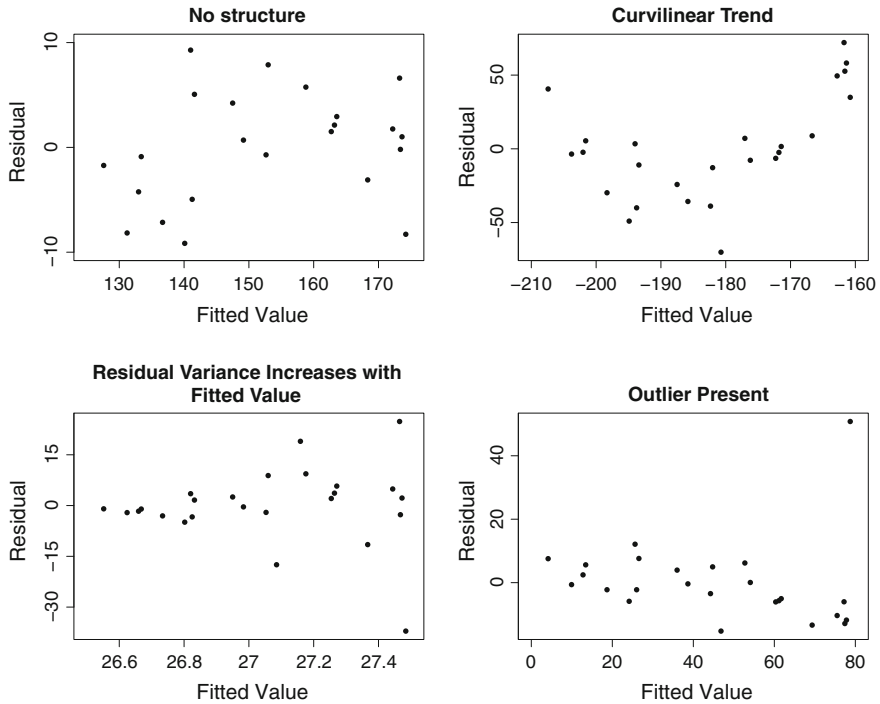 No structure
10
0
−10
Residual
130 140 150 160 170
Fitted Value
Curvilinear Trend
50
0
−50
Residual
−210 −200 −190 −180 −170 −160
Fitted Value
Residual Variance Increases with
Fitted Value
15
0
−15
−30
Residual
26.6 26.8 27 27.2 27.4
Fitted Value
Outlier Present
40
20
0
Residual
0 20 40 60 80
Fitted Value